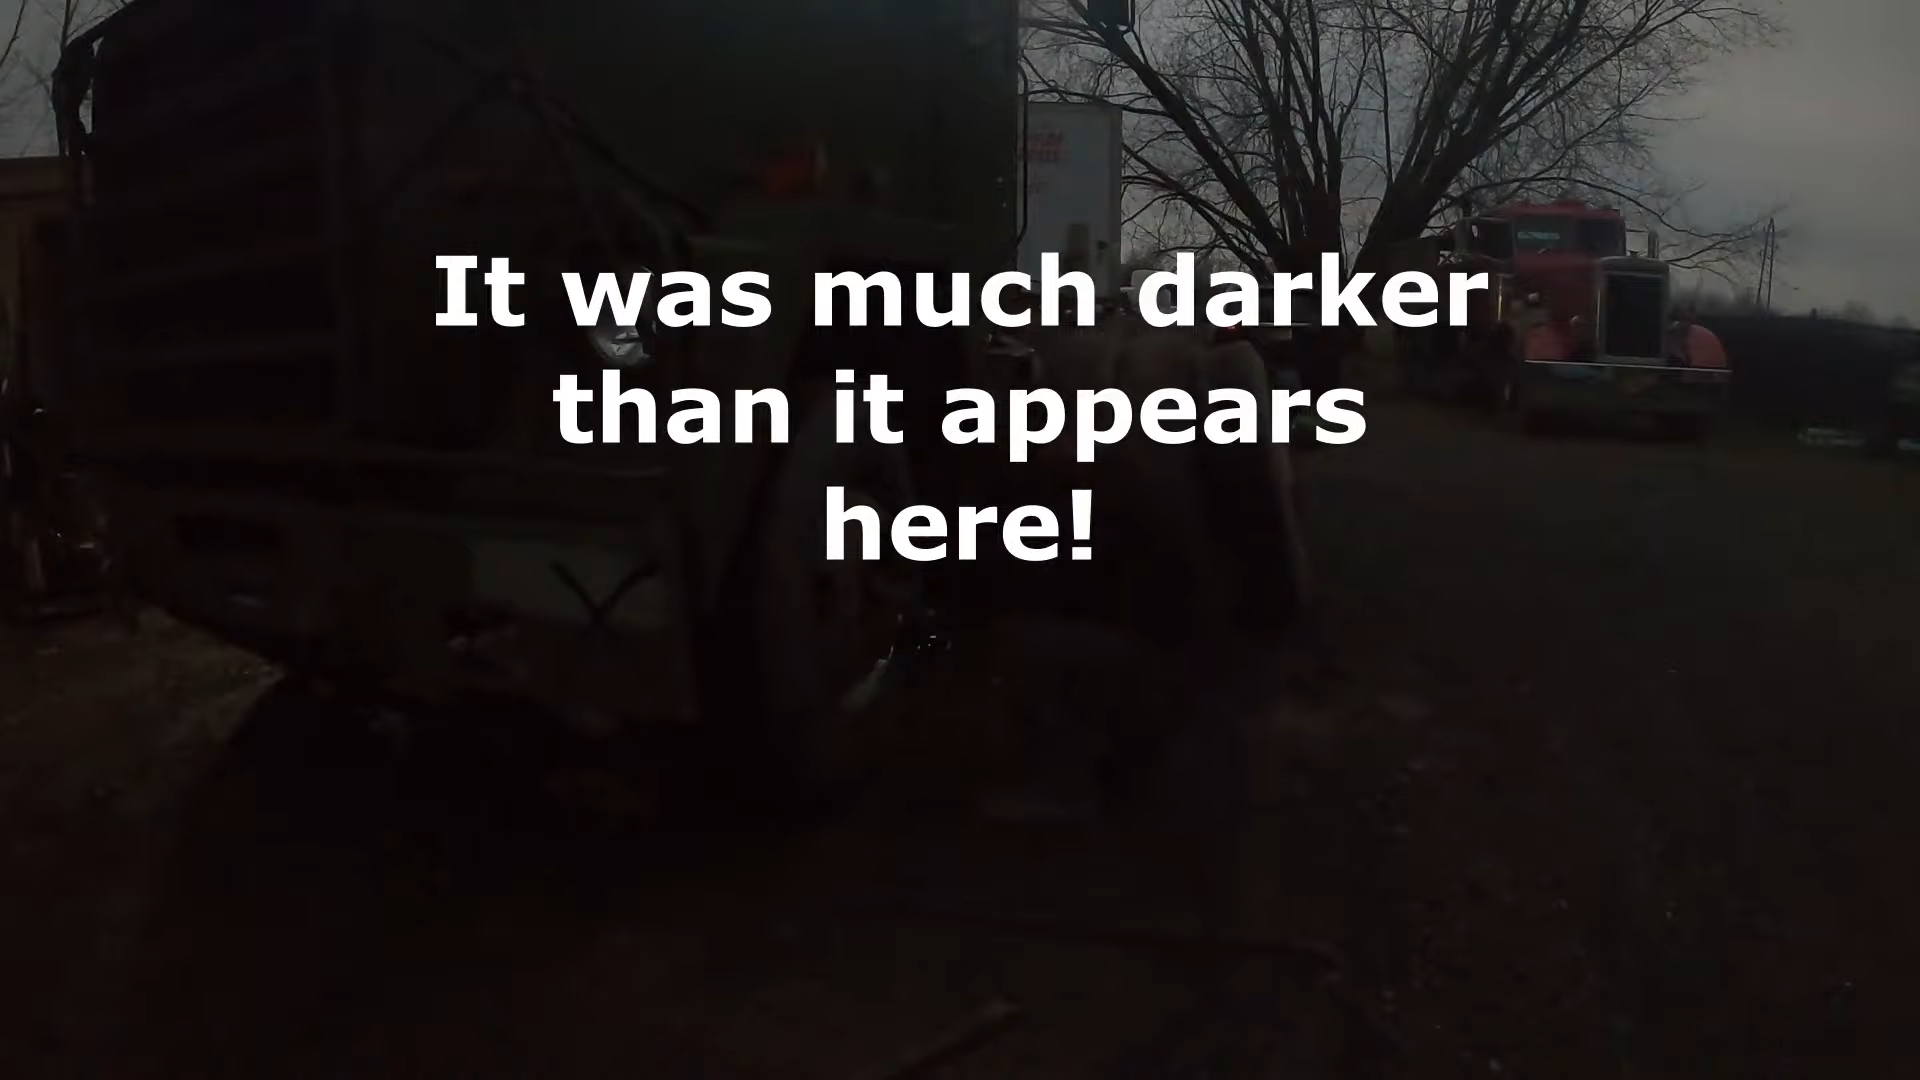 It was much darker
than it appears
here!